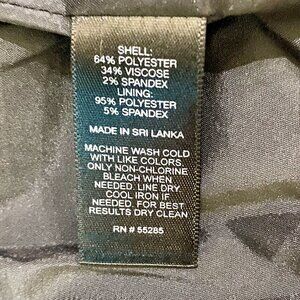 SHELL:
64% POLYESTER
34% VISCOSE
2% SPANDEX
LINING:
95% POLYESTER
5% SPANDEX
MADE IN SRI LANKA
MACHINE WASH COLD
WITH LIKE COLORS
ONLY NON-CHLORINE
BLEACH WHEN
NEEDED. LINE DRY
COOL IRON IF
NEEDED. FOR BEST
RESULTS DRY CLEAN
RN # 55285